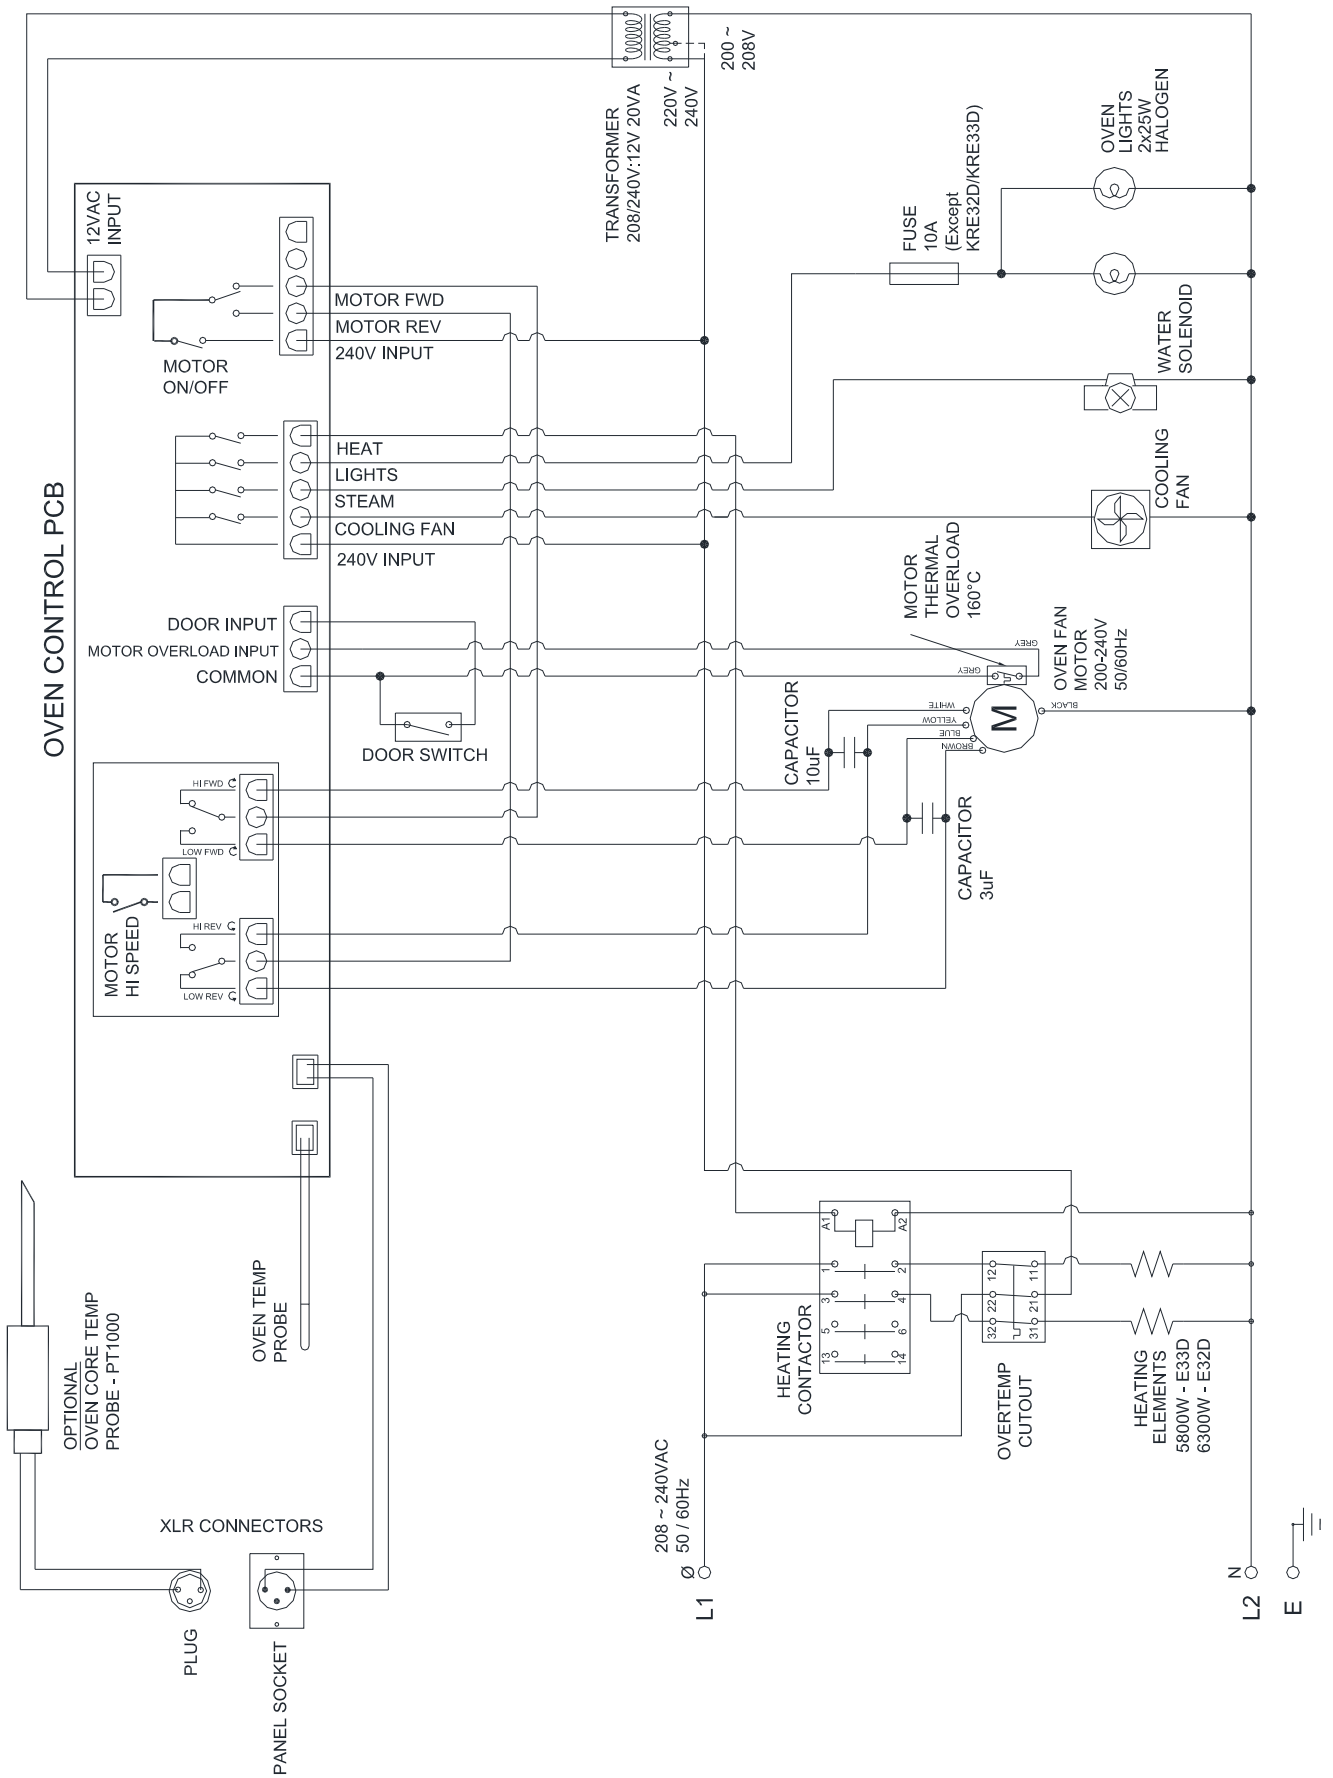 OVEN CONTROL PCB
12VAC
INPUT
MOTOR
ON/OFF
MOTOR FWD
MOTOR REV
240V INPUT
HEAT
LIGHTS
STEAM
COOLING FAN
240V INPUT
DOOR INPUT
MOTOR OVERLOAD INPUT
COMMON
DOOR SWITCH
HI FWD
LOW FWD
MOTOR
HI SPEED
HI REV
LOW REV
TRANSFORMER
208/240V:12V 20VA
220V ~
240V
200 ~
208V
FUSE
10A
(Except
KRE32D/KRE33D)
OVEN
LIGHTS
2x25W
HALOGEN
WATER
SOLENOID
COOLING
FAN
MOTOR
THERMAL
OVERLOAD
160°C
OVEN FAN
MOTOR
200-240V
50/60Hz
GREY
GREY
WHITE
YELLOW
BLUE
BROWN
BLACK
M
CAPACITOR
10uF
CAPACITOR
3uF
OPTIONAL
OVEN CORE TEMP
PROBE - PT1000
OVEN TEMP
PROBE
XLR CONNECTORS
PLUG
PANEL SOCKET
HEATING
CONTACTOR
A1
A2
1
2
3
4
5
6
13
14
OVERTEMP
CUTOUT
12
11
22
21
32
31
HEATING
ELEMENTS
5800W - E33D
6300W - E32D
208 ~ 240VAC
50 / 60Hz
Ø
L1
N
L2
E